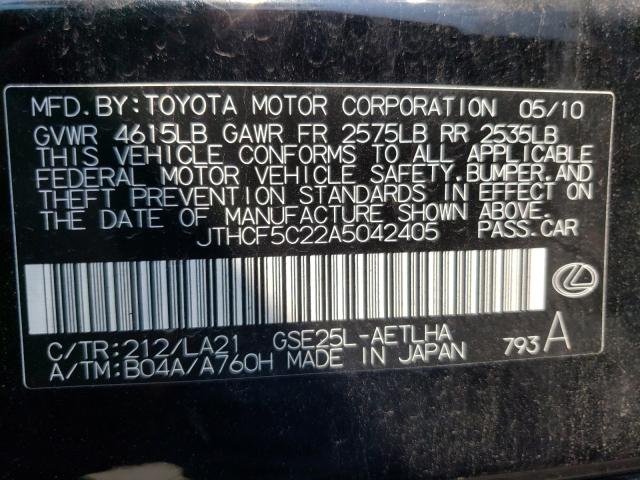 MFD. BY: TOYOTA MOTOR CORPORATION 05/10
GVWR 4615LB GAWR FR 2575LB RR 2535LB
THIS VEHICLE CONFORMS TO ALL APPLICABLE
FEDERAL MOTOR VEHICLE SAFETY, BUMPER, AND
THEFT PREVENTION STANDARDS IN EFFECT ON
THE DATE OF MANUFACTURE SHOWN ABOVE.
JTHCF5C22A5042405 PASS. CAR
C/TR: 212/LA21 GSE25L-AETLHA
A/TM: B04A/A760H MADE IN JAPAN 793 A